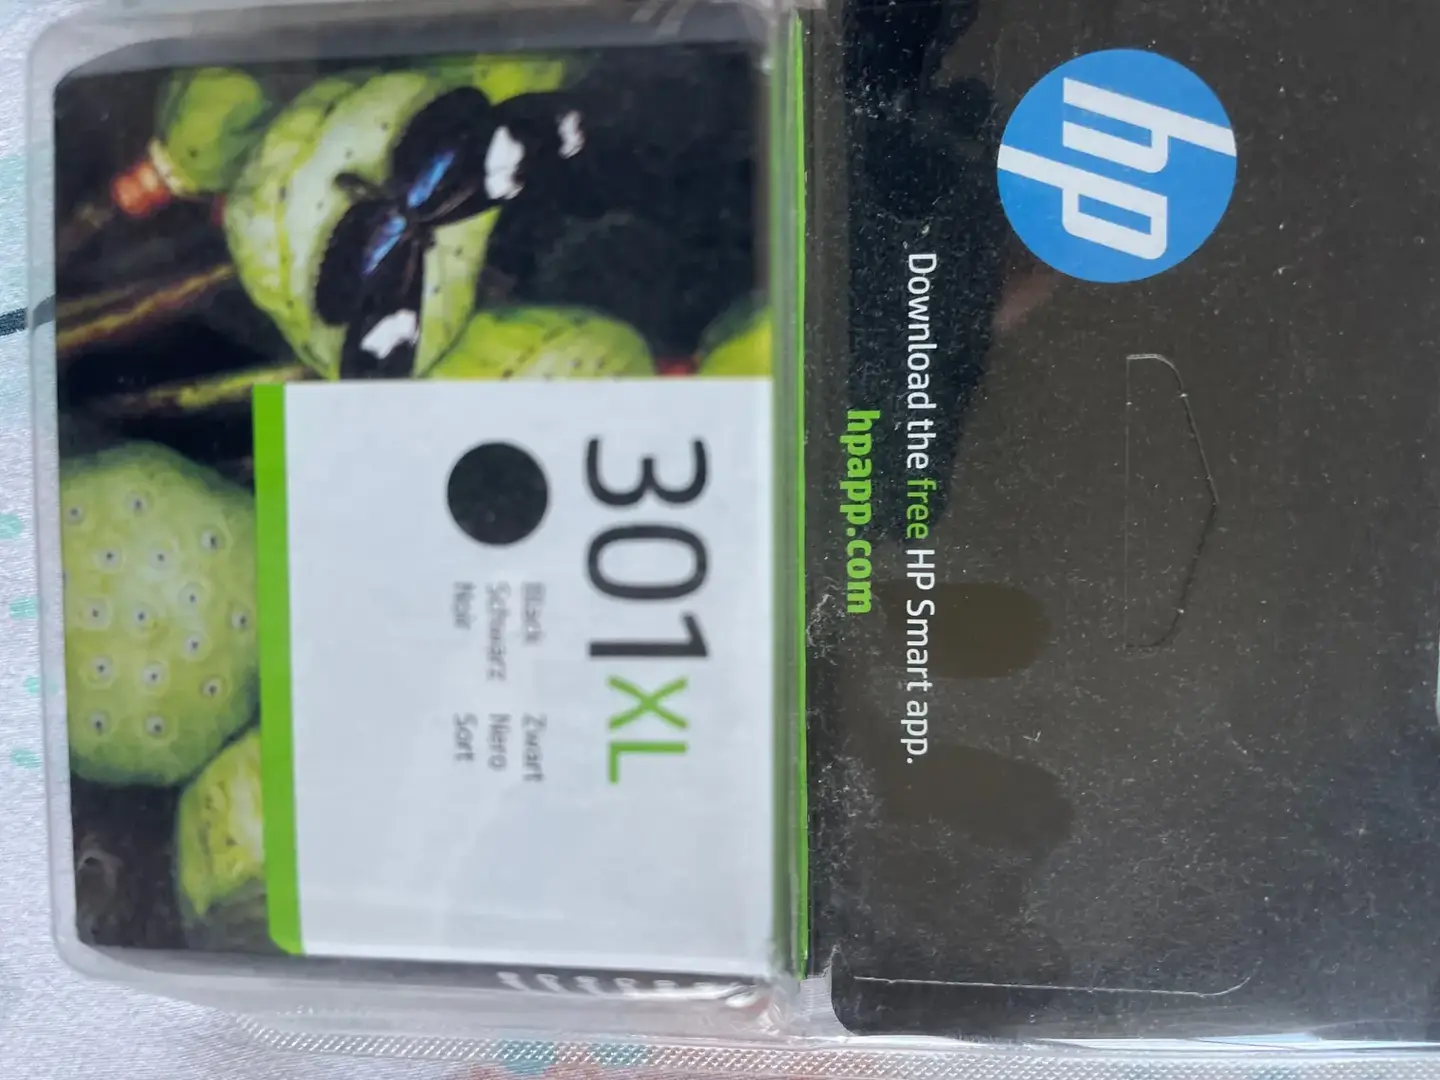 hp
Download the free HP Smart app.
hpapp.com
301XL
Black Zwart
Schwarz Nero
Noir Sort